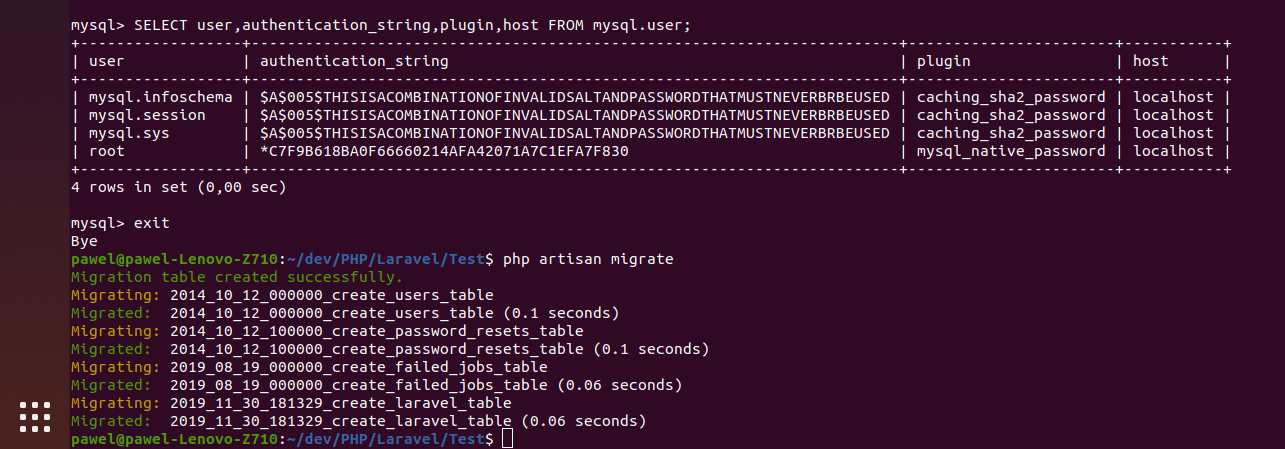 mysql> SELECT user,authentication_string,plugin,host FROM mysql.user;
+------------------+------------------------------------------------------------------------+-----------------------+-----------+
| user             | authentication_string                                                  | plugin                | host      |
+------------------+------------------------------------------------------------------------+-----------------------+-----------+
| mysql.infoschema | $A$005$THISISACOMBINATIONOFINVALIDSALTANDPASSWORDTHATMUSTNEVERBRBEUSED | caching_sha2_password | localhost |
| mysql.session    | $A$005$THISISACOMBINATIONOFINVALIDSALTANDPASSWORDTHATMUSTNEVERBRBEUSED | caching_sha2_password | localhost |
| mysql.sys        | $A$005$THISISACOMBINATIONOFINVALIDSALTANDPASSWORDTHATMUSTNEVERBRBEUSED | caching_sha2_password | localhost |
| root             | *C7F9B618BA0F66660214AFA42071A7C1EFA7F830                              | mysql_native_password | localhost |
+------------------+------------------------------------------------------------------------+-----------------------+-----------+
4 rows in set (0,00 sec)
mysql> exit
Bye
pawel@pawel-Lenovo-Z710:~/dev/PHP/Laravel/Test$ php artisan migrate
Migration table created successfully.
Migrating: 2014_10_12_000000_create_users_table
Migrated:  2014_10_12_000000_create_users_table (0.1 seconds)
Migrating: 2014_10_12_100000_create_password_resets_table
Migrated:  2014_10_12_100000_create_password_resets_table (0.1 seconds)
Migrating: 2019_08_19_000000_create_failed_jobs_table
Migrated:  2019_08_19_000000_create_failed_jobs_table (0.06 seconds)
Migrating: 2019_11_30_181329_create_laravel_table
Migrated:  2019_11_30_181329_create_laravel_table (0.06 seconds)
pawel@pawel-Lenovo-Z710:~/dev/PHP/Laravel/Test$